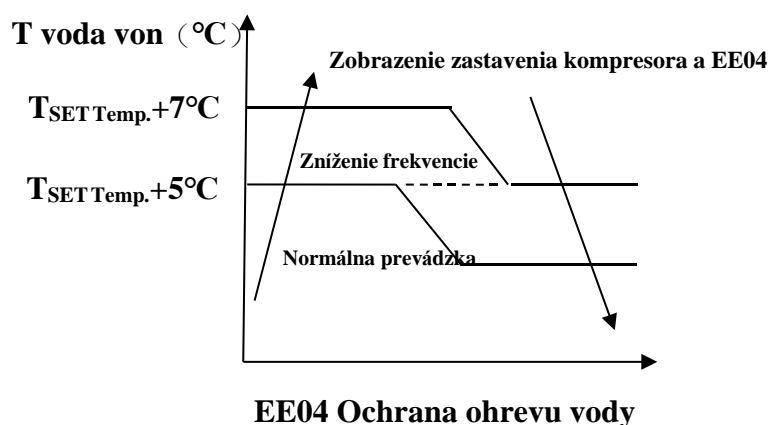 T voda von（°C）
Zobrazenie zastavenia kompresora a EE04
TSET Temp.+7°C
Zníženie frekvencie
TSET Temp.+5°C
Normálna prevádzka
EE04 Ochrana ohrevu vody